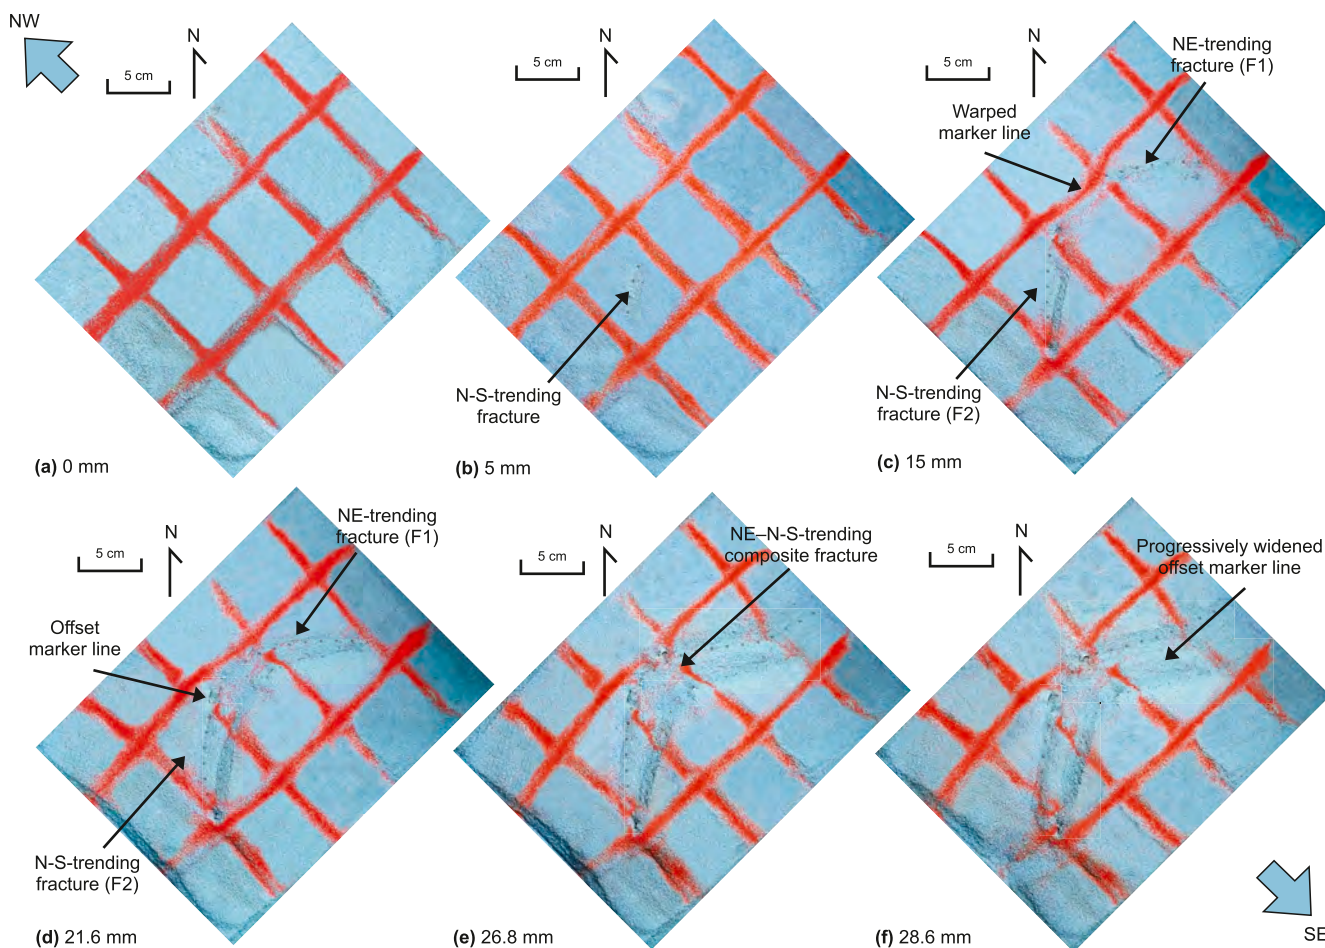 NW
N
5 cm
(a) 0 mm
N
5 cm
N-S-trending
fracture
(b) 5 mm
N
5 cm
NE-trending
fracture (F1)
Warped
marker line
N-S-trending
fracture (F2)
(c) 15 mm
N
5 cm
NE-trending
fracture (F1)
Offset
marker line
N-S-trending
fracture (F2)
(d) 21.6 mm
N
5 cm
NE–N-S-trending
composite fracture
(e) 26.8 mm
N
5 cm
Progressively widened
offset marker line
(f) 28.6 mm
SE